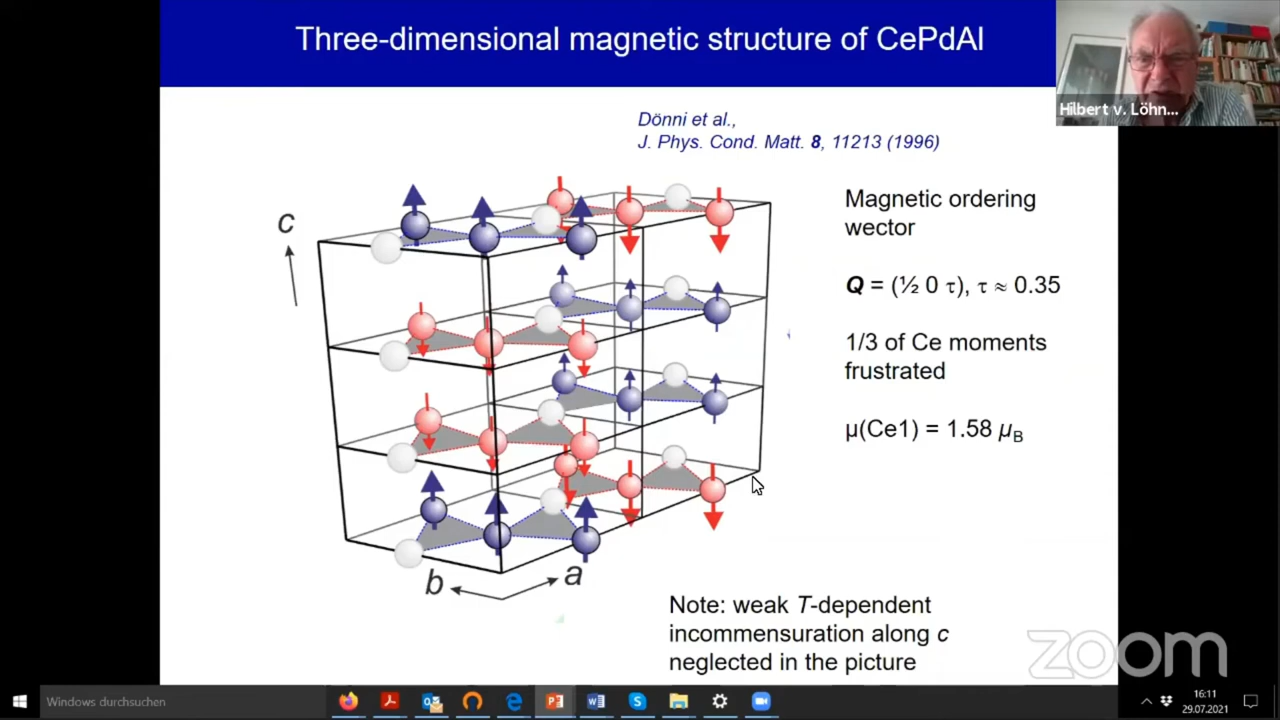 Three-dimensional magnetic structure of CePdAl
Hilbert v. Löhn...
Dönni et al.,
J. Phys. Cond. Matt. 8, 11213 (1996)
c
Magnetic ordering
wector
Q = (½ 0 τ), τ ≈ 0.35
1/3 of Ce moments
frustrated
μ(Ce1) = 1.58 μB
b
a
Note: weak T-dependent
incommensuration along c
neglected in the picture
zoom
Windows durchsuchen
16:11
29.07.2021